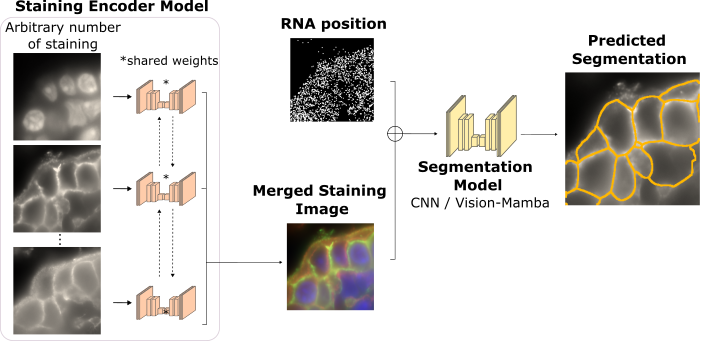 Staining Encoder Model
Arbitrary number
of staining
*shared weights
*
*
*
RNA position
Merged Staining
Image
Segmentation
Model
CNN / Vision-Mamba
Predicted
Segmentation